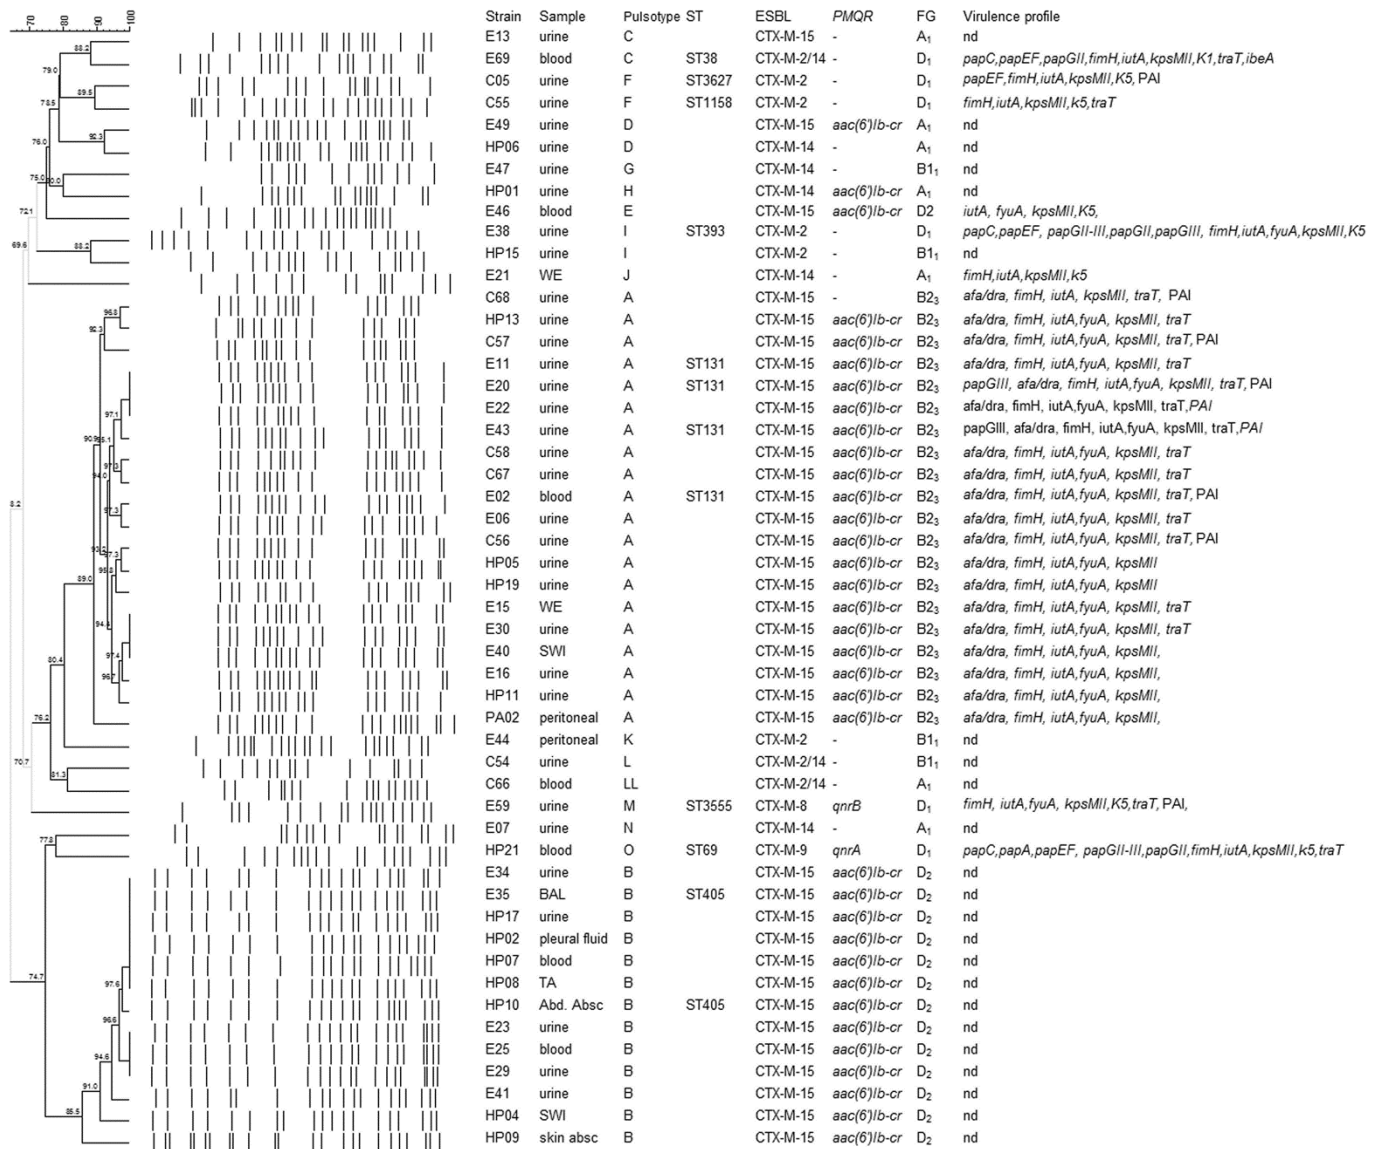 70 80 90 100
Strain Sample Pulsotype ST ESBL PMQR FG Virulence profile
E13 urine C CTX-M-15 - A1 nd
E69 blood C ST38 CTX-M-2/14 - D1 papC,papEF,papGII,fimH,iutA,kpsMII,K1,traT,ibeA
C05 urine F ST3627 CTX-M-2 - D1 papEF,fimH,iutA,kpsMII,K5, PAI
C55 urine F ST1158 CTX-M-2 - D1 fimH,iutA,kpsMII,k5,traT
E49 urine D CTX-M-15 aac(6')Ib-cr A1 nd
HP06 urine D CTX-M-14 - A1 nd
E47 urine G CTX-M-14 - B11 nd
HP01 urine H CTX-M-14 aac(6')Ib-cr A1 nd
E46 blood E CTX-M-15 aac(6')Ib-cr D2 iutA, fyuA, kpsMII,K5,
E38 urine I ST393 CTX-M-2 - D1 papC,papEF, papGII-III,papGII,papGIII, fimH,iutA,fyuA,kpsMII,K5
HP15 urine I CTX-M-2 - B11 nd
E21 WE J CTX-M-14 - A1 fimH,iutA,kpsMII,k5
C68 urine A CTX-M-15 - B23 afa/dra, fimH, iutA, kpsMII, traT, PAI
HP13 urine A CTX-M-15 aac(6')Ib-cr B23 afa/dra, fimH, iutA,fyuA, kpsMII, traT
C57 urine A CTX-M-15 aac(6')Ib-cr B23 afa/dra, fimH, iutA,fyuA, kpsMII, traT, PAI
E11 urine A ST131 CTX-M-15 aac(6')Ib-cr B23 afa/dra, fimH, iutA,fyuA, kpsMII, traT
E20 urine A ST131 CTX-M-15 aac(6')Ib-cr B23 papGIII, afa/dra, fimH, iutA,fyuA, kpsMII, traT, PAI
E22 urine A CTX-M-15 aac(6')Ib-cr B23 afa/dra, fimH, iutA,fyuA, kpsMII, traT,PAI
E43 urine A ST131 CTX-M-15 aac(6')Ib-cr B23 papGIII, afa/dra, fimH, iutA,fyuA, kpsMII, traT,PAI
C58 urine A CTX-M-15 aac(6')Ib-cr B23 afa/dra, fimH, iutA,fyuA, kpsMII, traT
C67 urine A CTX-M-15 aac(6')Ib-cr B23 afa/dra, fimH, iutA,fyuA, kpsMII, traT
E02 blood A ST131 CTX-M-15 aac(6')Ib-cr B23 afa/dra, fimH, iutA,fyuA, kpsMII, traT, PAI
E06 urine A CTX-M-15 aac(6')Ib-cr B23 afa/dra, fimH, iutA,fyuA, kpsMII, traT
C56 urine A CTX-M-15 aac(6')Ib-cr B23 afa/dra, fimH, iutA,fyuA, kpsMII, traT, PAI
HP05 urine A CTX-M-15 aac(6')Ib-cr B23 afa/dra, fimH, iutA,fyuA, kpsMII
HP19 urine A CTX-M-15 aac(6')Ib-cr B23 afa/dra, fimH, iutA,fyuA, kpsMII
E15 WE A CTX-M-15 aac(6')Ib-cr B23 afa/dra, fimH, iutA,fyuA, kpsMII, traT
E30 urine A CTX-M-15 aac(6')Ib-cr B23 afa/dra, fimH, iutA,fyuA, kpsMII, traT
E40 SWI A CTX-M-15 aac(6')Ib-cr B23 afa/dra, fimH, iutA,fyuA, kpsMII,
E16 urine A CTX-M-15 aac(6')Ib-cr B23 afa/dra, fimH, iutA,fyuA, kpsMII,
HP11 urine A CTX-M-15 aac(6')Ib-cr B23 afa/dra, fimH, iutA,fyuA, kpsMII,
PA02 peritoneal A CTX-M-15 aac(6')Ib-cr B23 afa/dra, fimH, iutA,fyuA, kpsMII,
E44 peritoneal K CTX-M-2 - B11 nd
C54 urine L CTX-M-2/14 - B11 nd
C66 blood LL CTX-M-2/14 - A1 nd
E59 urine M ST3555 CTX-M-8 qnrB D1 fimH, iutA,fyuA, kpsMII,K5,traT, PAI,
E07 urine N CTX-M-14 - A1 nd
HP21 blood O ST69 CTX-M-9 qnrA D1 papC,papA,papEF, papGII-III,papGII,fimH,iutA,kpsMII,k5,traT
E34 urine B CTX-M-15 aac(6')Ib-cr D2 nd
E35 BAL B ST405 CTX-M-15 aac(6')Ib-cr D2 nd
HP17 urine B CTX-M-15 aac(6')Ib-cr D2 nd
HP02 pleural fluid B CTX-M-15 aac(6')Ib-cr D2 nd
HP07 blood B CTX-M-15 aac(6')Ib-cr D2 nd
HP08 TA B CTX-M-15 aac(6')Ib-cr D2 nd
HP10 Abd. Absc B ST405 CTX-M-15 aac(6')Ib-cr D2 nd
E23 urine B CTX-M-15 aac(6')Ib-cr D2 nd
E25 blood B CTX-M-15 aac(6')Ib-cr D2 nd
E29 urine B CTX-M-15 aac(6')Ib-cr D2 nd
E41 urine B CTX-M-15 aac(6')Ib-cr D2 nd
HP04 SWI B CTX-M-15 aac(6')Ib-cr D2 nd
HP09 skin absc B CTX-M-15 aac(6')Ib-cr D2 nd
88.2
79.0
89.5
78.5
92.3
76.0
75.0
72.1
69.6
88.2
96.8
92.3
97.1
90.9
94.0
97.3
97.3
8.2
89.0
97.4
80.4
76.2
70.7
81.3
77.8
74.7
97.6
96.6
94.6
91.0
85.5